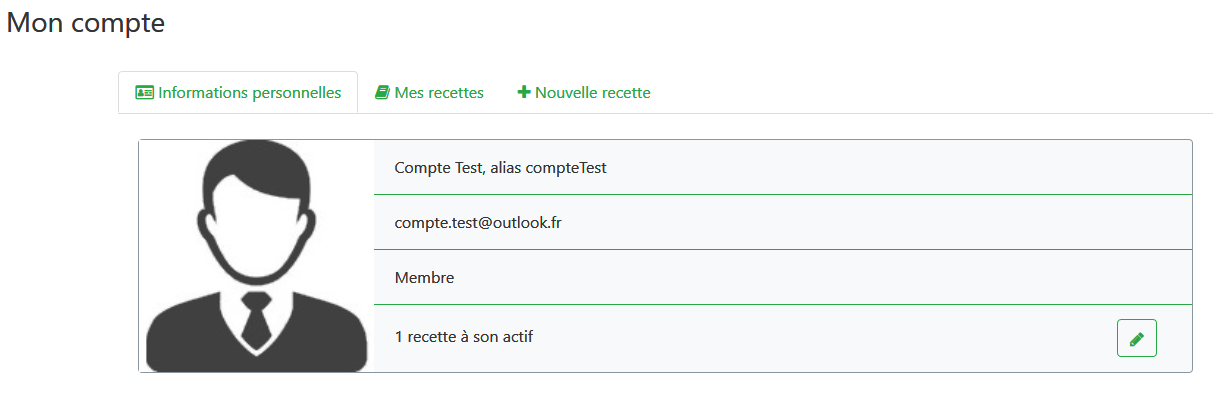 Mon compte
Informations personnelles
Mes recettes
Nouvelle recette
Compte Test, alias compteTest
compte.test@outlook.fr
Membre
1 recette à son actif